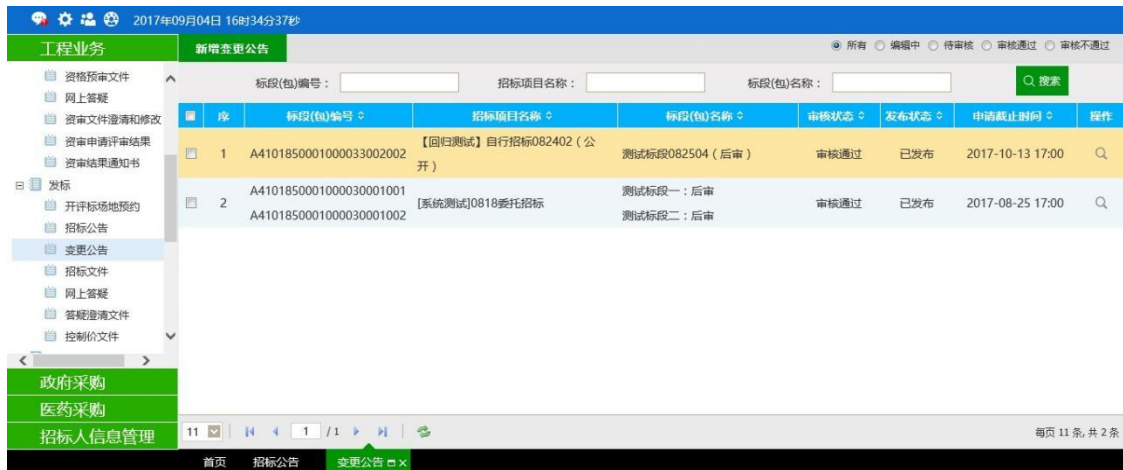 2017年09月04日 16时34分37秒
工程业务
新增变更公告
所有 编辑中 待审核 审核通过 审核不通过
资格预审文件
网上答疑
资审文件澄清和修改
资审申请评审结果
资审结果通知书
发标
开评标场地预约
招标公告
变更公告
招标文件
网上答疑
答疑澄清文件
控制价文件
政府采购
医药采购
招标人信息管理
标段(包)编号： 招标项目名称： 标段(包)名称： 搜索
序 标段(包)编号 招标项目名称 标段(包)名称 审核状态 发布状态 申请截止时间 操作
1 A4101850001000033002002 【回归测试】自行招标082402（公开） 测试标段082504（后审） 审核通过 已发布 2017-10-13 17:00
2 A4101850001000030001001 [系统测试]0818委托招标 测试标段一：后审 审核通过 已发布 2017-08-25 17:00
A4101850001000030001002 测试标段二：后审
11 1 /1 每页 11 条,共 2 条
首页 招标公告 变更公告